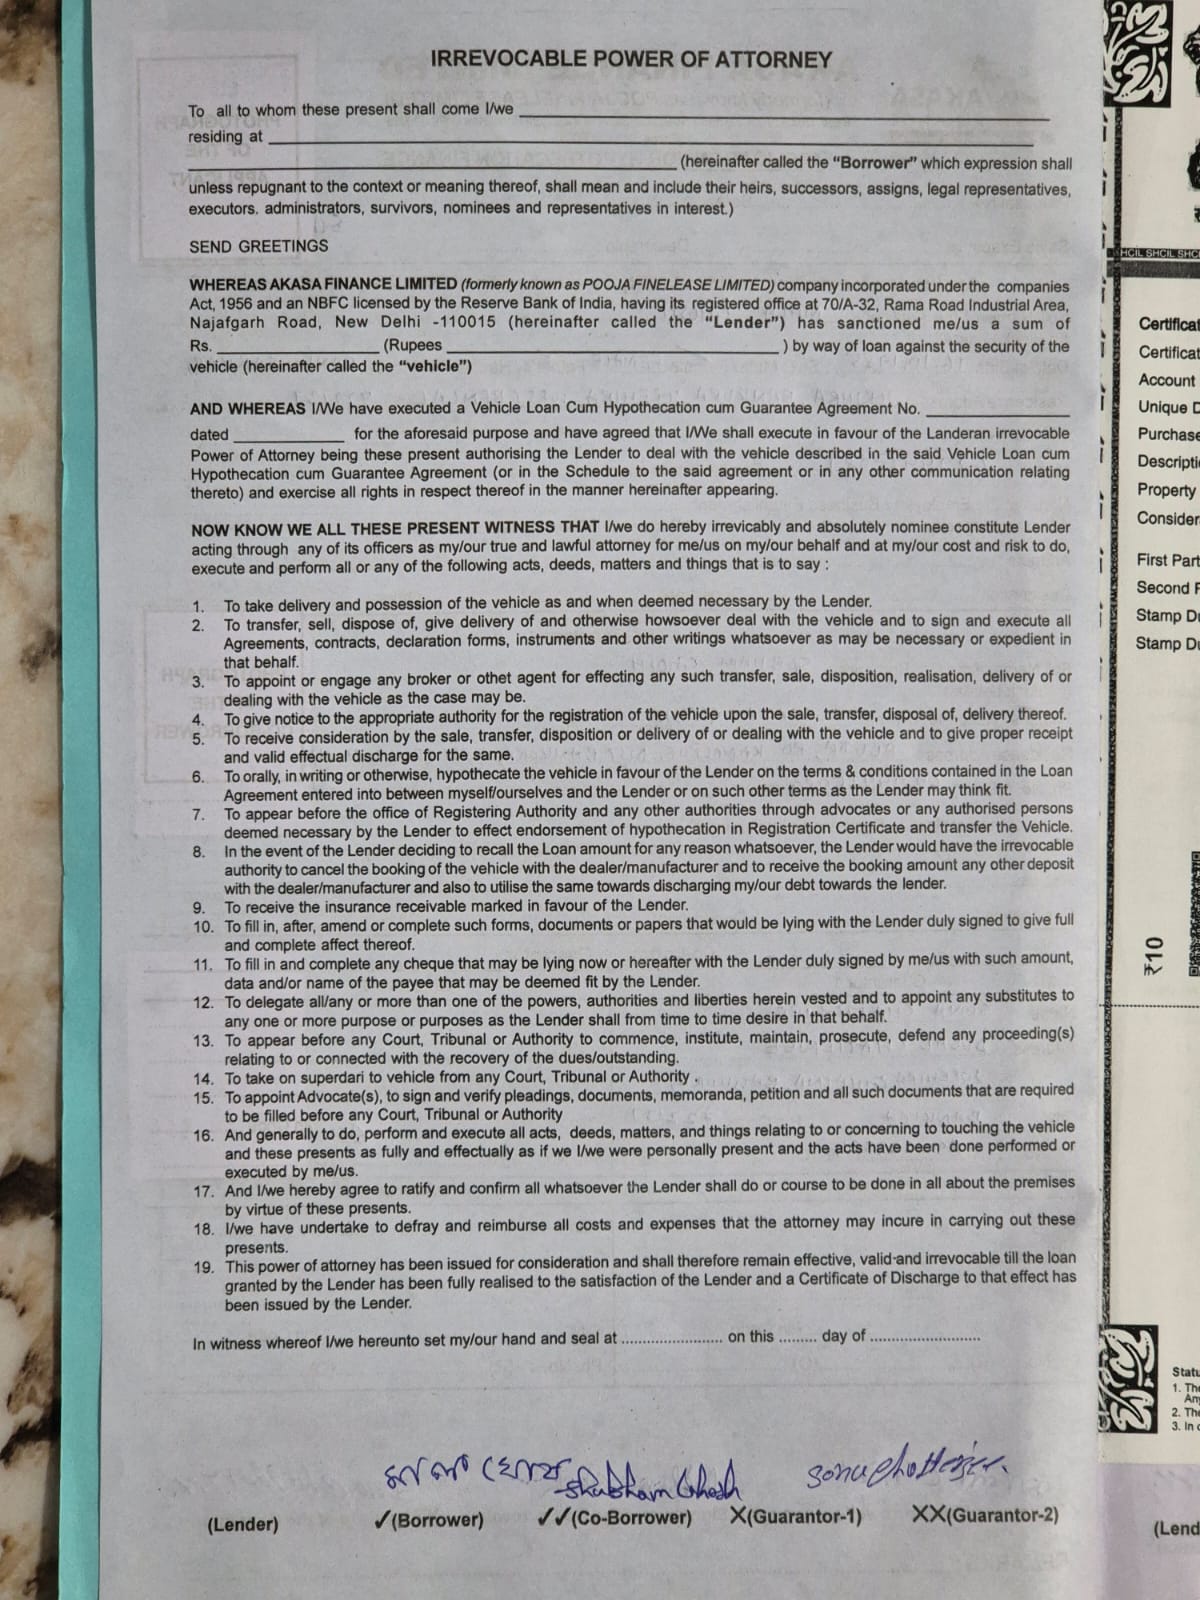 IRREVOCABLE POWER OF ATTORNEY
To all to whom these present shall come I/we
residing at
(hereinafter called the "Borrower" which expression shall
unless repugnant to the context or meaning thereof, shall mean and include their heirs, successors, assigns, legal representatives,
executors. administrators, survivors, nominees and representatives in interest.)
SEND GREETINGS
WHEREAS AKASA FINANCE LIMITED (formerly known as POOJA FINELEASE LIMITED) company incorporated under the companies
Act, 1956 and an NBFC licensed by the Reserve Bank of India, having its registered office at 70/A-32, Rama Road Industrial Area,
Najafgarh Road, New Delhi -110015 (hereinafter called the "Lender") has sanctioned me/us a sum of
Rs. (Rupees ) by way of loan against the security of the
vehicle (hereinafter called the "vehicle")
AND WHEREAS I/We have executed a Vehicle Loan Cum Hypothecation cum Guarantee Agreement No.
dated for the aforesaid purpose and have agreed that I/We shall execute in favour of the Landeran irrevocable
Power of Attorney being these present authorising the Lender to deal with the vehicle described in the said Vehicle Loan cum
Hypothecation cum Guarantee Agreement (or in the Schedule to the said agreement or in any other communication relating
thereto) and exercise all rights in respect thereof in the manner hereinafter appearing.
NOW KNOW WE ALL THESE PRESENT WITNESS THAT I/we do hereby irrevicably and absolutely nominee constitute Lender
acting through any of its officers as my/our true and lawful attorney for me/us on my/our behalf and at my/our cost and risk to do,
execute and perform all or any of the following acts, deeds, matters and things that is to say :
1. To take delivery and possession of the vehicle as and when deemed necessary by the Lender.
2. To transfer, sell, dispose of, give delivery of and otherwise howsoever deal with the vehicle and to sign and execute all
Agreements, contracts, declaration forms, instruments and other writings whatsoever as may be necessary or expedient in
that behalf.
3. To appoint or engage any broker or othet agent for effecting any such transfer, sale, disposition, realisation, delivery of or
dealing with the vehicle as the case may be.
4. To give notice to the appropriate authority for the registration of the vehicle upon the sale, transfer, disposal of, delivery thereof.
5. To receive consideration by the sale, transfer, disposition or delivery of or dealing with the vehicle and to give proper receipt
and valid effectual discharge for the same.
6. To orally, in writing or otherwise, hypothecate the vehicle in favour of the Lender on the terms & conditions contained in the Loan
Agreement entered into between myself/ourselves and the Lender or on such other terms as the Lender may think fit.
7. To appear before the office of Registering Authority and any other authorities through advocates or any authorised persons
deemed necessary by the Lender to effect endorsement of hypothecation in Registration Certificate and transfer the Vehicle.
8. In the event of the Lender deciding to recall the Loan amount for any reason whatsoever, the Lender would have the irrevocable
authority to cancel the booking of the vehicle with the dealer/manufacturer and to receive the booking amount any other deposit
with the dealer/manufacturer and also to utilise the same towards discharging my/our debt towards the lender.
9. To receive the insurance receivable marked in favour of the Lender.
10. To fill in, after, amend or complete such forms, documents or papers that would be lying with the Lender duly signed to give full
and complete affect thereof.
11. To fill in and complete any cheque that may be lying now or hereafter with the Lender duly signed by me/us with such amount,
data and/or name of the payee that may be deemed fit by the Lender.
12. To delegate all/any or more than one of the powers, authorities and liberties herein vested and to appoint any substitutes to
any one or more purpose or purposes as the Lender shall from time to time desire in that behalf.
13. To appear before any Court, Tribunal or Authority to commence, institute, maintain, prosecute, defend any proceeding(s)
relating to or connected with the recovery of the dues/outstanding.
14. To take on superdari to vehicle from any Court, Tribunal or Authority .
15. To appoint Advocate(s), to sign and verify pleadings, documents, memoranda, petition and all such documents that are required
to be filled before any Court, Tribunal or Authority
16. And generally to do, perform and execute all acts, deeds, matters, and things relating to or concerning to touching the vehicle
and these presents as fully and effectually as if we I/we were personally present and the acts have been done performed or
executed by me/us.
17. And I/we hereby agree to ratify and confirm all whatsoever the Lender shall do or course to be done in all about the premises
by virtue of these presents.
18. I/we have undertake to defray and reimburse all costs and expenses that the attorney may incure in carrying out these
presents.
19. This power of attorney has been issued for consideration and shall therefore remain effective, valid-and irrevocable till the loan
granted by the Lender has been fully realised to the satisfaction of the Lender and a Certificate of Discharge to that effect has
been issued by the Lender.
In witness whereof I/we hereunto set my/our hand and seal at ....................... on this ......... day of .........................
Shubham Ghosh
(Lender) ✓(Borrower) ✓✓(Co-Borrower) X(Guarantor-1) XX(Guarantor-2)
HCIL SHCIL SHC
Certificat
Certificat
Account
Unique D
Purchase
Descripti
Property
Consider
First Part
Second P
Stamp Du
Stamp Du
₹10
Statu
1. The
An
2. The
3. In c
(Lend